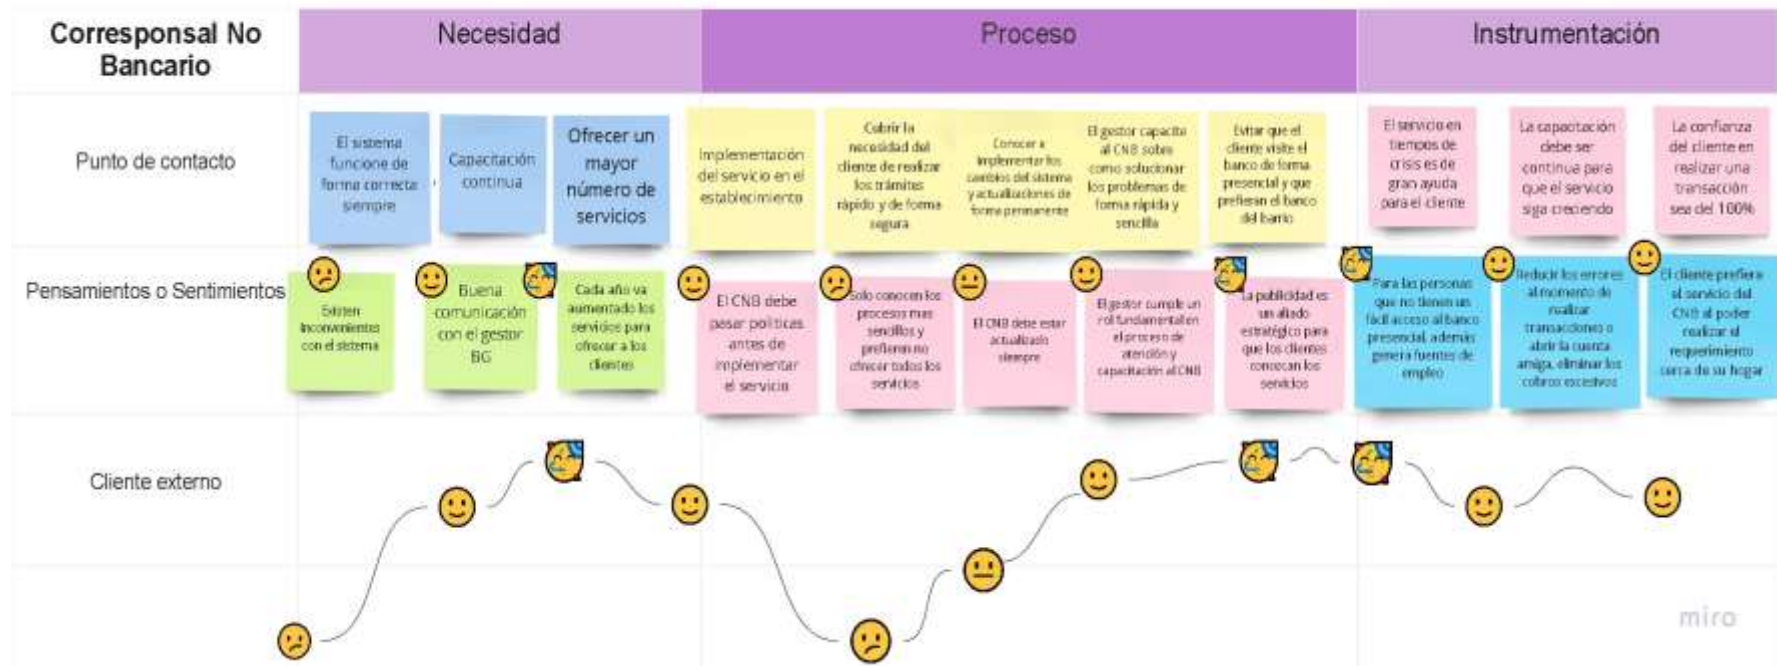 Corresponsal No
Bancario
Necesidad
Proceso
Instrumentación
Punto de contacto
El sistema
funcione de
forma correcta
siempre
Capacitación
continua
Ofrecer un
mayor
número de
servicios
Implementación
del servicio en el
establecimiento
Cubrir la
necesidad del
cliente de realizar
los trámites
rápido y de forma
segura
Conocer e
implementar los
cambios del sistema
y actualizaciones de
forma permanente
El gestor capacita
al CNB sobre
como solucionar
los problemas de
forma rápida y
sencilla
Evitar que el
cliente visite el
banco de forma
presencial y que
prefieran el banco
del barrio
El servicio en
tiempos de
crisis es de
gran ayuda
para el cliente
La capacitación
debe ser
continua para
que el servicio
siga creciendo
La confianza
del cliente en
realizar una
transacción
sea del 100%
Pensamientos o Sentimientos
Existen
inconvenientes
con el sistema
Buena
comunicación
con el gestor
BG
Cada año va
aumentado los
servicios para
ofrecer a los
clientes
El CNB debe
pasar políticas
antes de
implementar
el servicio
Solo conocen los
procesos mas
sencillos y
prefieren no
ofrecer todos los
servicios
El CNB debe estar
actualizado
siempre
El gestor cumple un
rol fundamental en
el proceso de
atención y
capacitación al CNB
La publicidad es
un aliado
estratégico para
que los clientes
conozcan los
servicios
Para las personas
que no tienen un
fácil acceso al banco
presencial, además
genera fuentes de
empleo
Reducir los errores
al momento de
realizar
transacciones o
abrir la cuenta
amiga, eliminar los
cobros excesivos
El cliente prefiera
el servicio del
CNB al poder
realizar el
requerimiento
cerca de su hogar
Cliente externo
miro